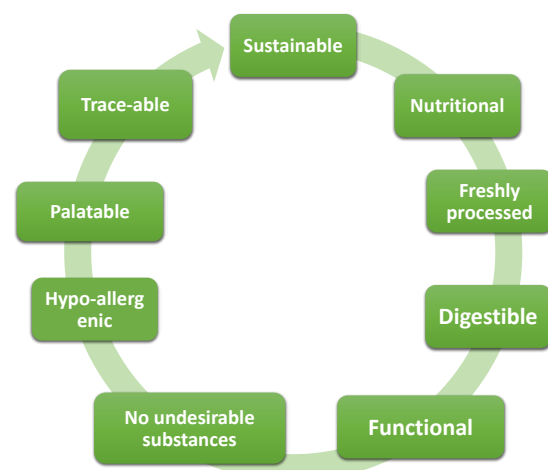 Sustainable
Nutritional
Freshly
processed
Digestible
Functional
No undesirable
substances
Hypo-allerg
enic
Palatable
Trace-able